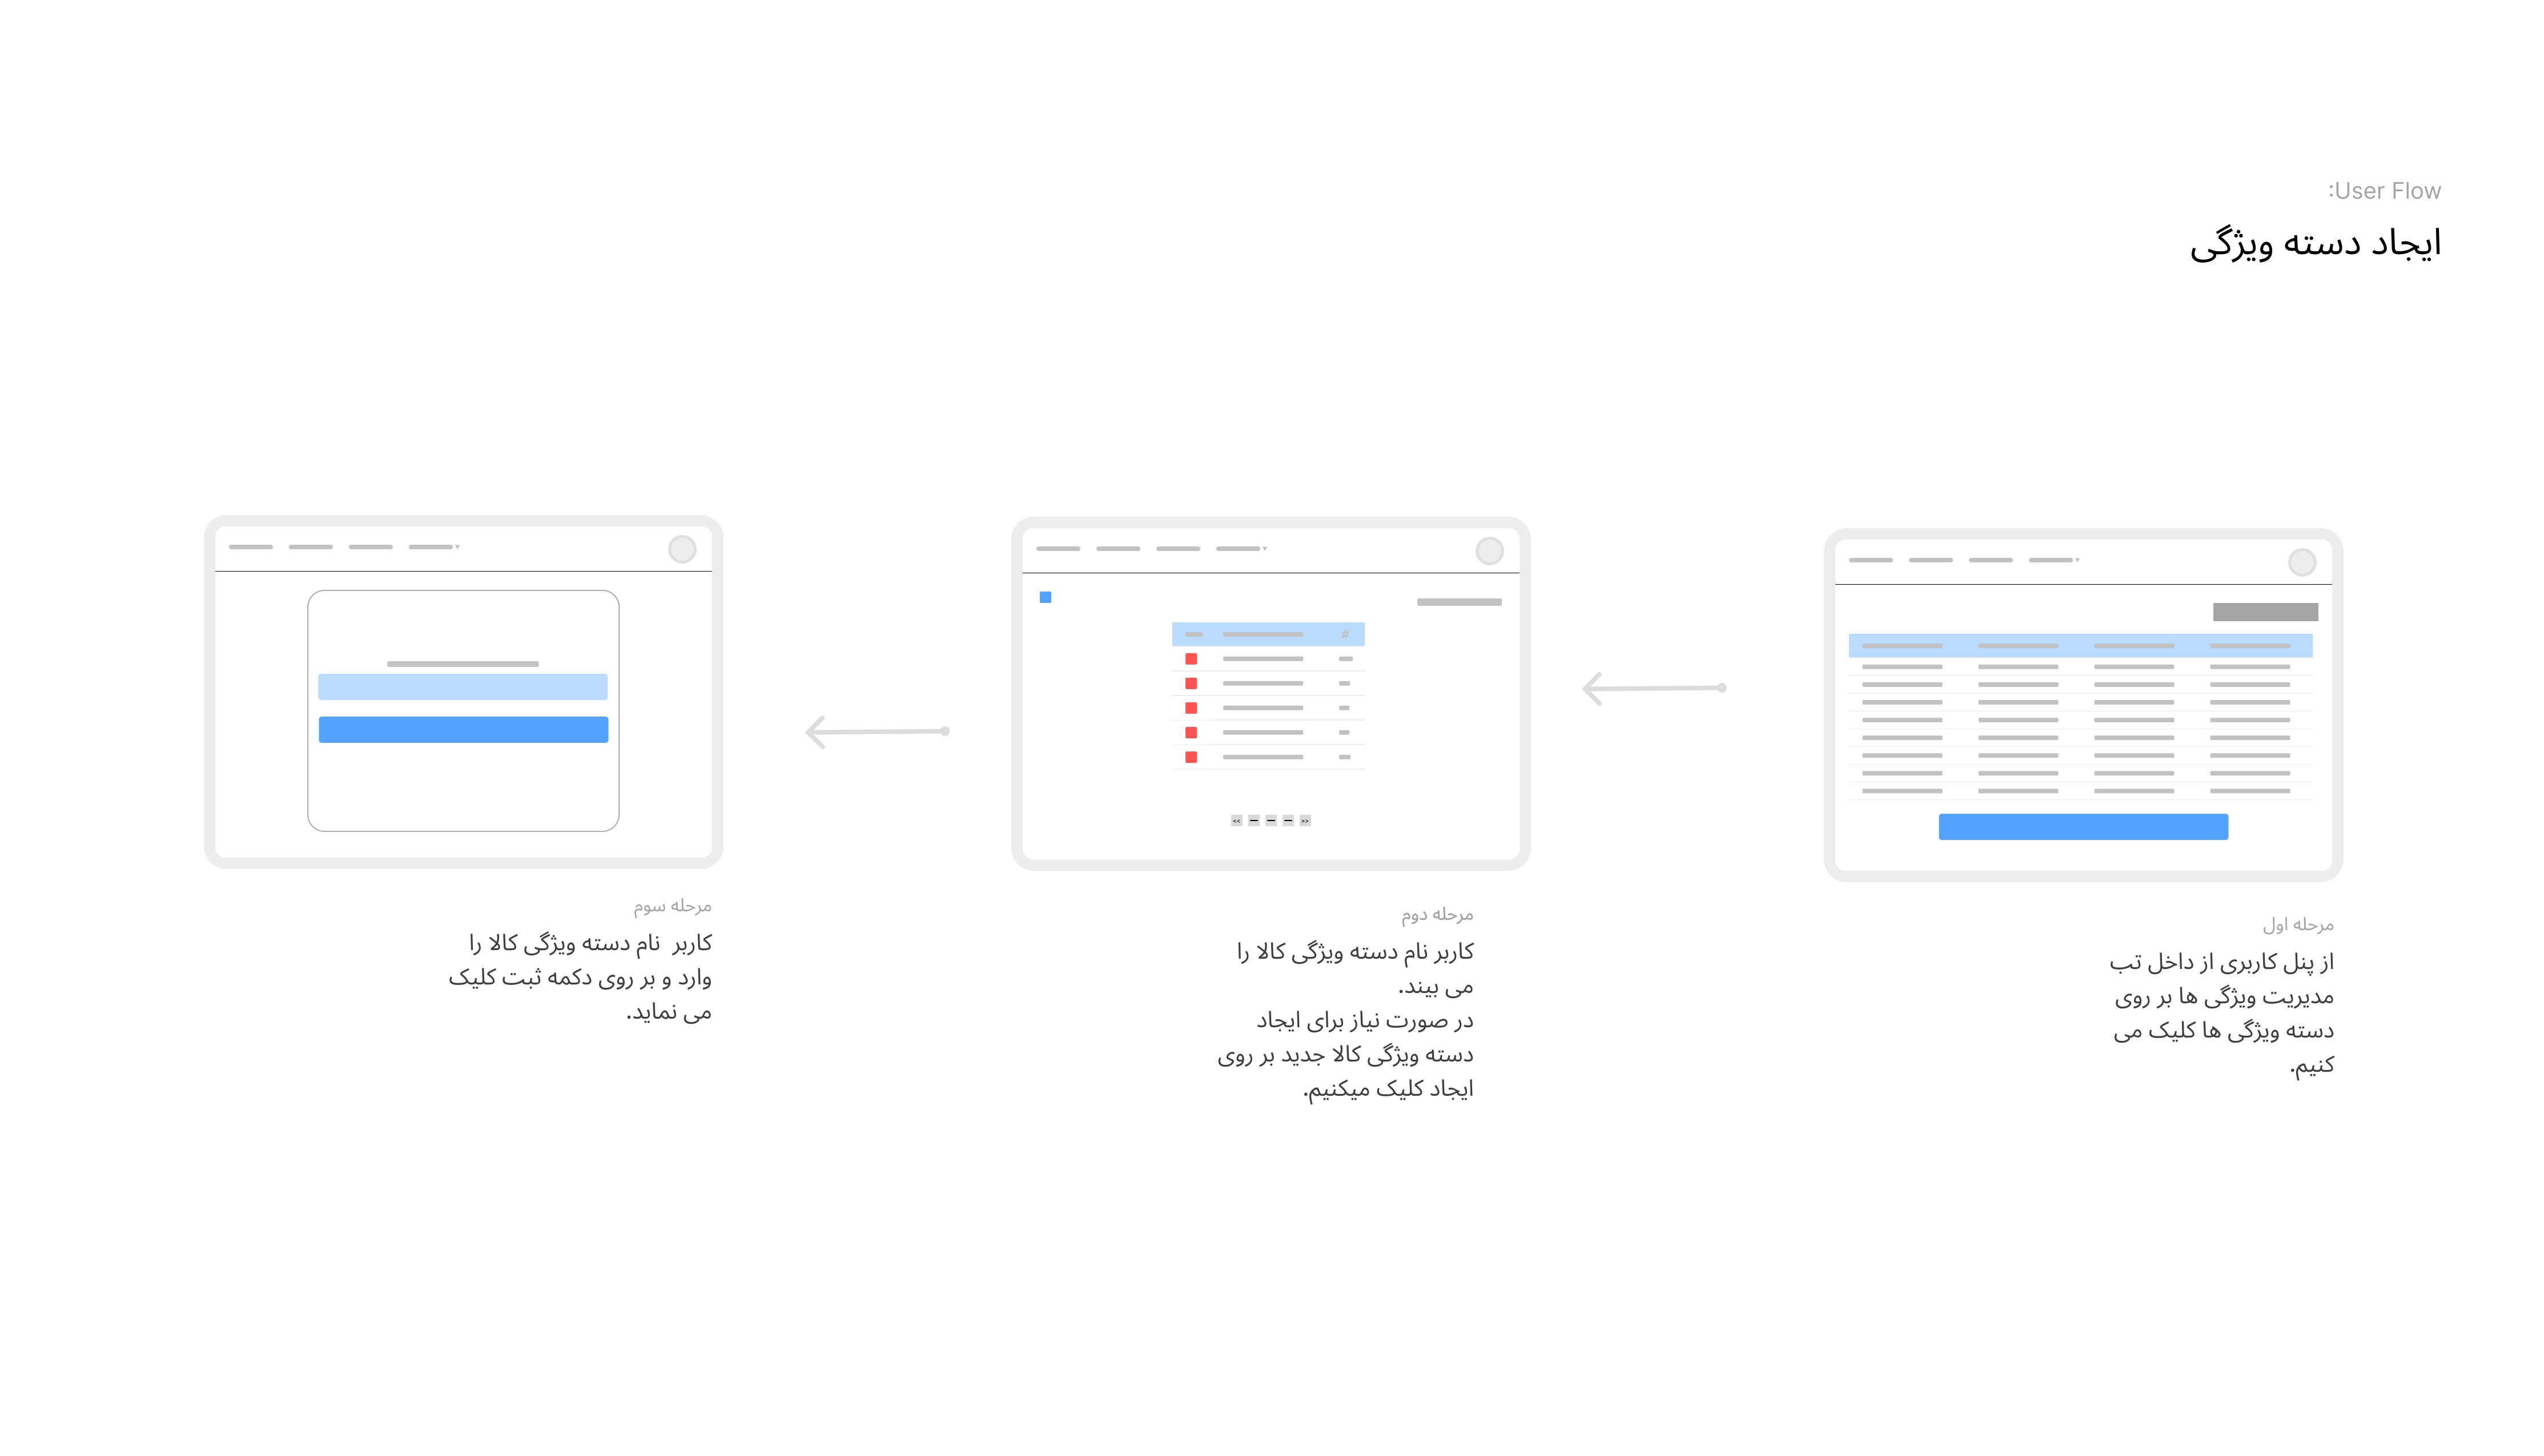 User Flow:
ایجاد دسته ویژگی
مرحله اول
از پنل کاربری از داخل تب
مدیریت ویژگی ها بر روی
دسته ویژگی ها کلیک می
کنیم.
#
<< >>
مرحله دوم
کاربر نام دسته ویژگی کالا را
می بیند.
در صورت نیاز برای ایجاد
دسته ویژگی کالا جدید بر روی
ایجاد کلیک میکنیم.
مرحله سوم
کاربر نام دسته ویژگی کالا را
وارد و بر روی دکمه ثبت کلیک
می نماید.